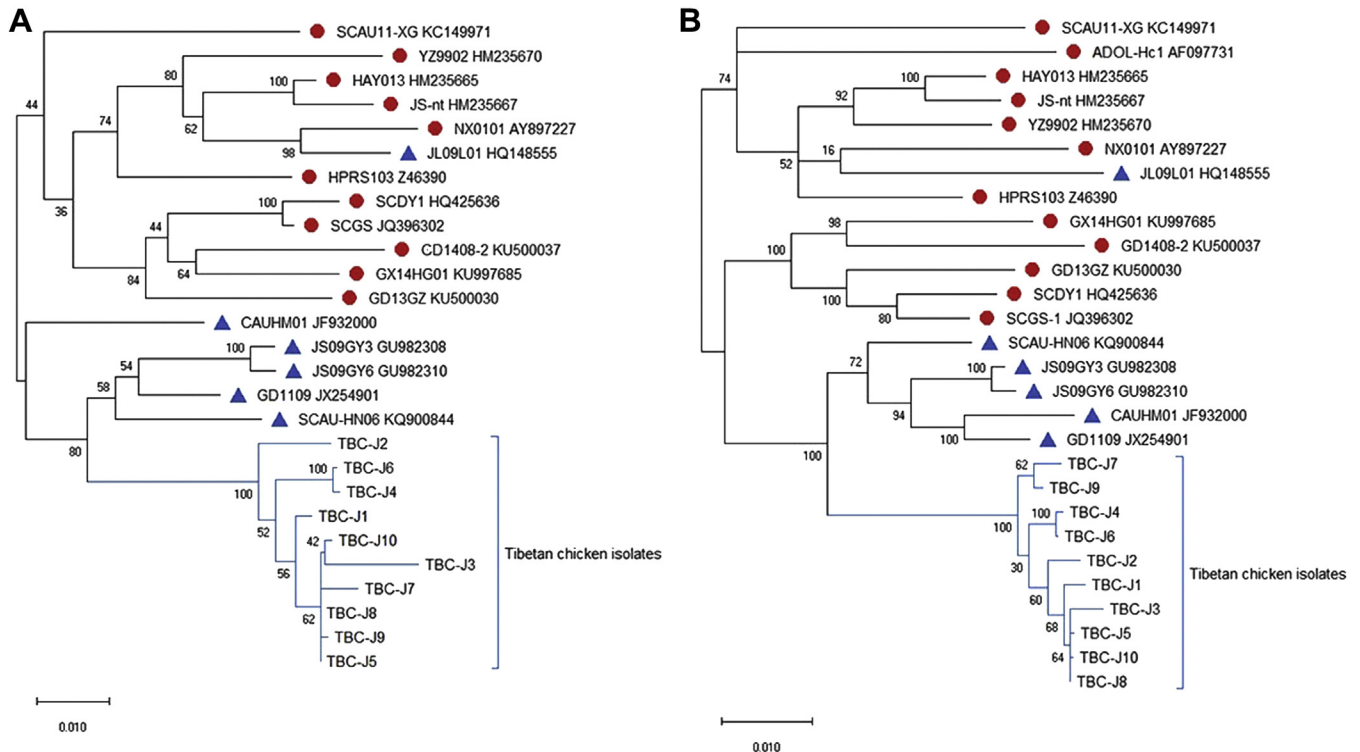 A
SCAU11-XG KC149971
YZ9902 HM235670
80
HAY013 HM235665
100
44
JS-nt HM235667
62
74
NX0101 AY897227
98
JL09L01 HQ148555
HPRS103 Z46390
36
100
SCDY1 HQ425636
44
SCGS JQ396302
CD1408-2 KU500037
64
GX14HG01 KU997685
84
GD13GZ KU500030
CAUHM01 JF932000
100
JS09GY3 GU982308
54
JS09GY6 GU982310
58
GD1109 JX254901
SCAU-HN06 KQ900844
80
TBC-J2
100
TBC-J6
100
TBC-J4
52
TBC-J1
42
TBC-J10
56
TBC-J3
TBC-J7
62
TBC-J8
TBC-J9
TBC-J5
Tibetan chicken isolates
0.010
B
SCAU11-XG KC149971
ADOL-Hc1 AF097731
74
100
HAY013 HM235665
92
JS-nt HM235667
YZ9902 HM235670
16
NX0101 AY897227
52
JL09L01 HQ148555
HPRS103 Z46390
98
GX14HG01 KU997685
100
GD1408-2 KU500037
GD13GZ KU500030
100
SCDY1 HQ425636
80
SCGS-1 JQ396302
SCAU-HN06 KQ900844
72
100
JS09GY3 GU982308
JS09GY6 GU982310
94
CAUHM01 JF932000
100
GD1109 JX254901
100
62
TBC-J7
TBC-J9
100
100
TBC-J4
TBC-J6
30
TBC-J2
60
TBC-J1
68
TBC-J3
TBC-J5
64
TBC-J10
TBC-J8
Tibetan chicken isolates
0.010